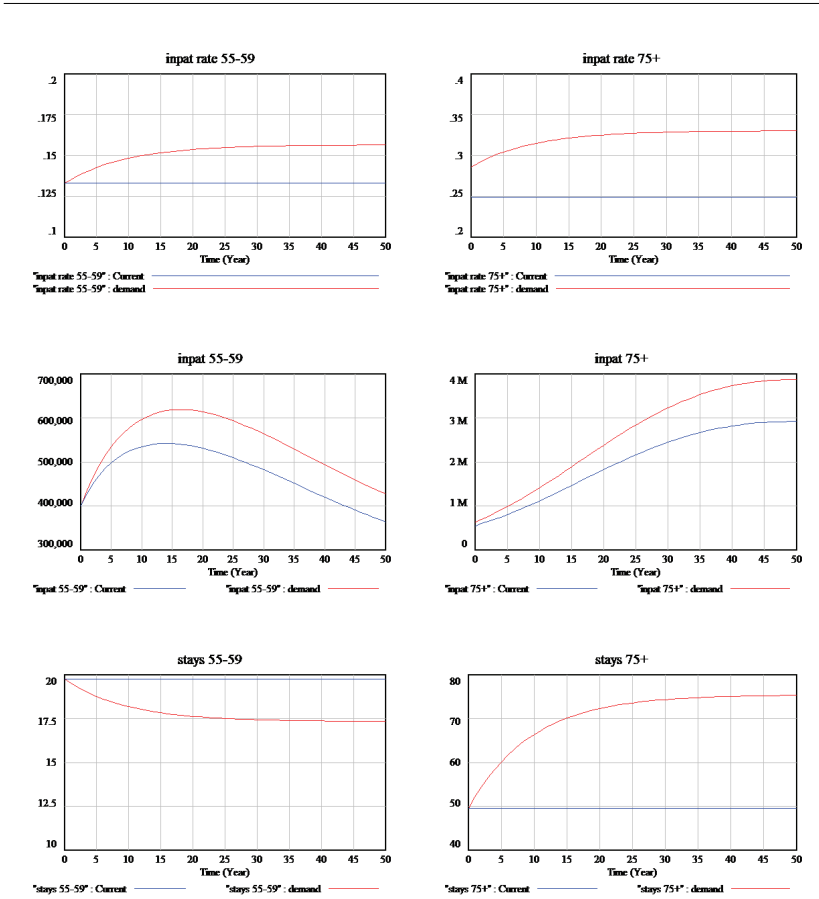 inpat rate 55-59
.2
.175
.15
.125
.1
0 5 10 15 20 25 30 35 40 45 50
Time (Year)
"inpat rate 55-59" : Current
"inpat rate 55-59" : demand
inpat rate 75+
.4
.35
.3
.25
.2
0 5 10 15 20 25 30 35 40 45 50
Time (Year)
"inpat rate 75+" : Current
"inpat rate 75+" : demand
inpat 55-59
700,000
600,000
500,000
400,000
300,000
0 5 10 15 20 25 30 35 40 45 50
Time (Year)
"inpat 55-59" : Current "inpat 55-59" : demand
inpat 75+
4 M
3 M
2 M
1 M
0
0 5 10 15 20 25 30 35 40 45 50
Time (Year)
"inpat 75+" : Current "inpat 75+" : demand
stays 55-59
20
17.5
15
12.5
10
0 5 10 15 20 25 30 35 40 45 50
Time (Year)
"stays 55-59" : Current "stays 55-59" : demand
stays 75+
80
70
60
50
40
0 5 10 15 20 25 30 35 40 45 50
Time (Year)
"stays 75+" : Current "stays 75+" : demand